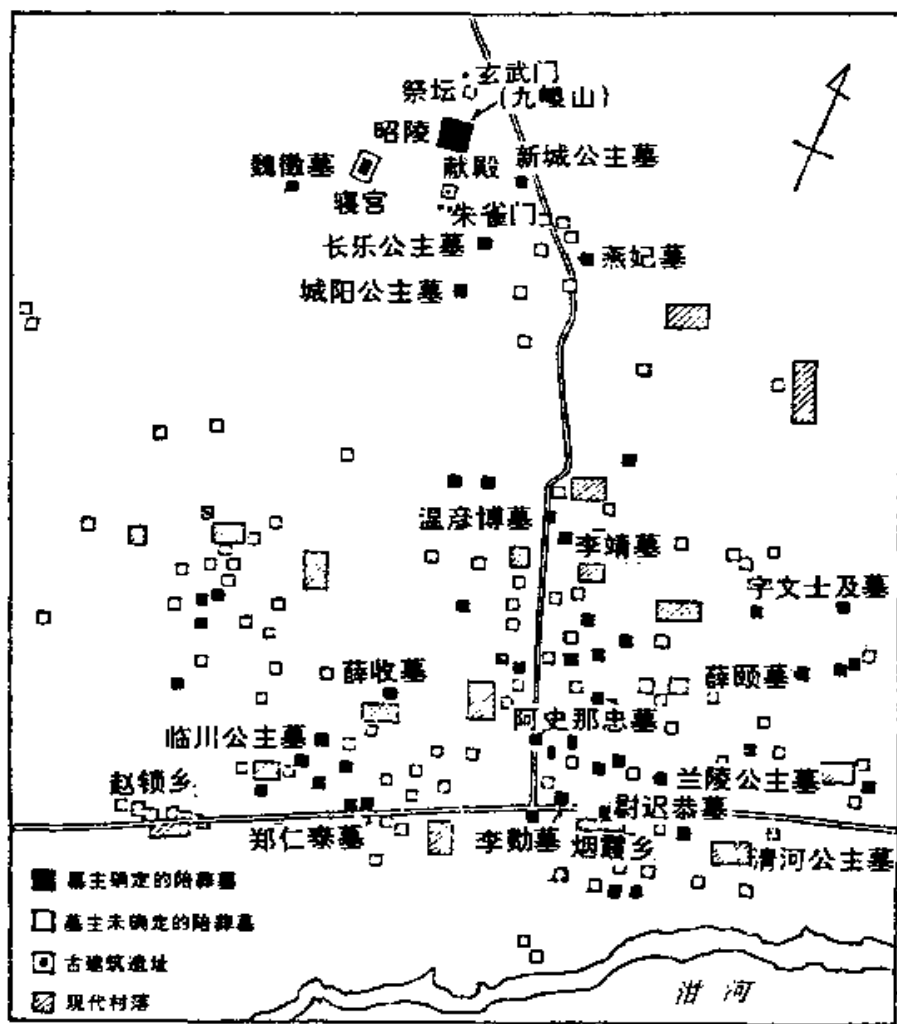 玄武门
祭坛
(九嵕山)
昭陵
魏徵墓
献殿
新城公主墓
寝宫
朱雀门
长乐公主墓
燕妃墓
城阳公主墓
温彦博墓
李靖墓
宇文士及墓
薛收墓
薛颐墓
阿史那忠墓
临川公主墓
赵镇乡
兰陵公主墓
尉迟恭墓
郑仁泰墓
李勣墓
烟霞乡
清河公主墓
墓主确定的陪葬墓
墓主未确定的陪葬墓
古建筑遗址
现代村落
泔河